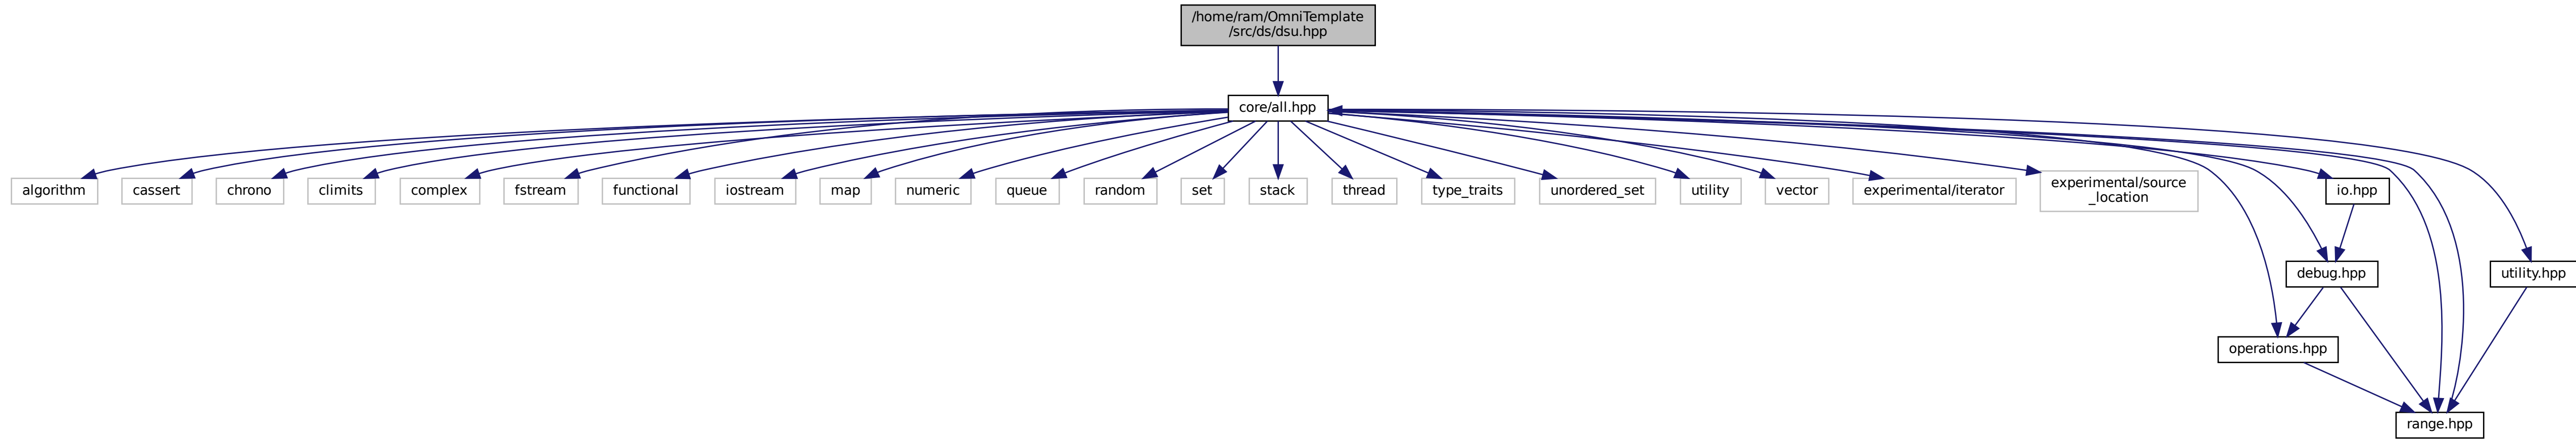 /home/ram/OmniTemplate
/src/ds/dsu.hpp
core/all.hpp
algorithm
cassert
chrono
climits
complex
fstream
functional
iostream
map
numeric
queue
random
set
stack
thread
type_traits
unordered_set
utility
vector
experimental/iterator
experimental/source
_location
io.hpp
debug.hpp
utility.hpp
operations.hpp
range.hpp